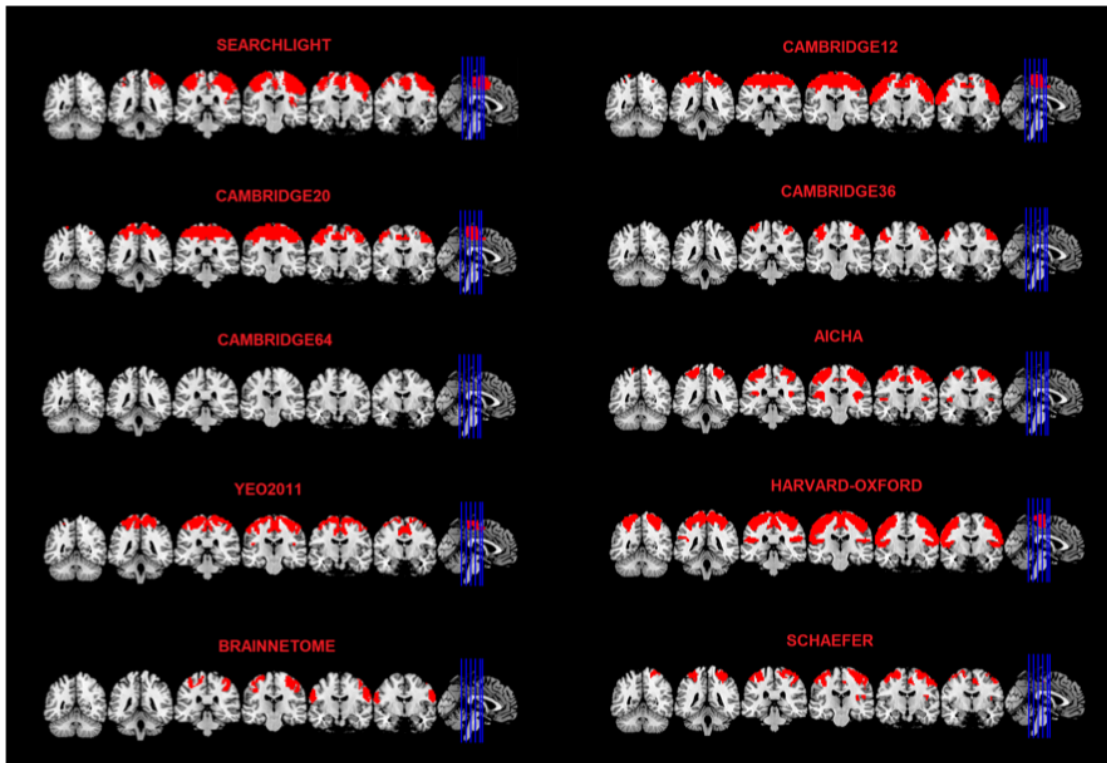 SEARCHLIGHT
CAMBRIDGE12
CAMBRIDGE20
CAMBRIDGE36
CAMBRIDGE64
AICHA
YEO2011
HARVARD-OXFORD
BRAINNETOME
SCHAEFER